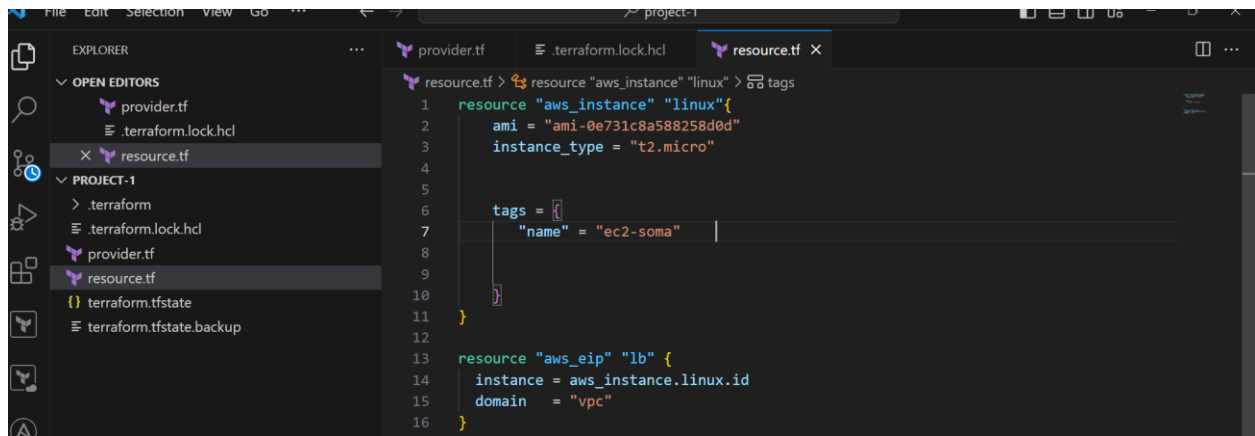 File Edit Selection View Go ... project-1
EXPLORER ...
OPEN EDITORS
provider.tf
.terraform.lock.hcl
resource.tf
PROJECT-1
.terraform
.terraform.lock.hcl
provider.tf
resource.tf
{} terraform.tfstate
terraform.tfstate.backup
provider.tf .terraform.lock.hcl resource.tf
resource.tf > resource "aws_instance" "linux" > tags
1 resource "aws_instance" "linux"{
2 ami = "ami-0e731c8a588258d0d"
3 instance_type = "t2.micro"
4
5
6 tags = {
7 "name" = "ec2-soma"
8
9
10 }
11 }
12
13 resource "aws_eip" "lb" {
14 instance = aws_instance.linux.id
15 domain = "vpc"
16 }